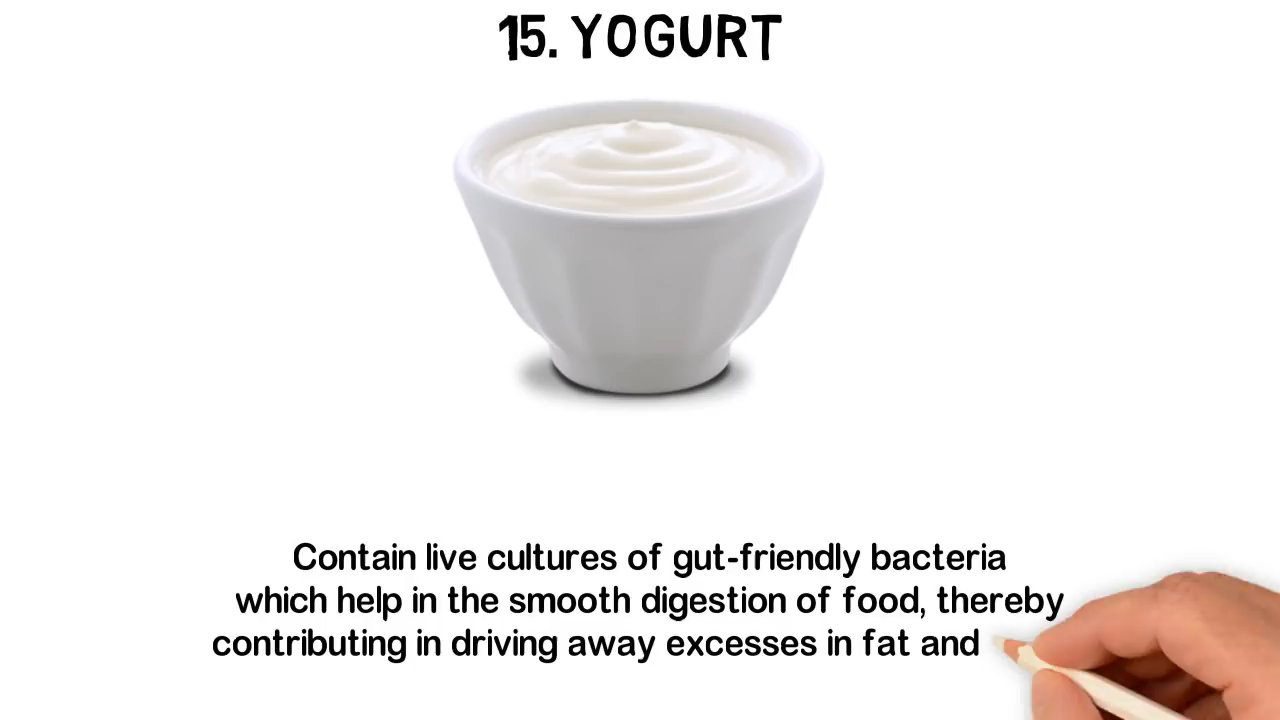 15. YOGURT
Contain live cultures of gut-friendly bacteria
which help in the smooth digestion of food, thereby
contributing in driving away excesses in fat and